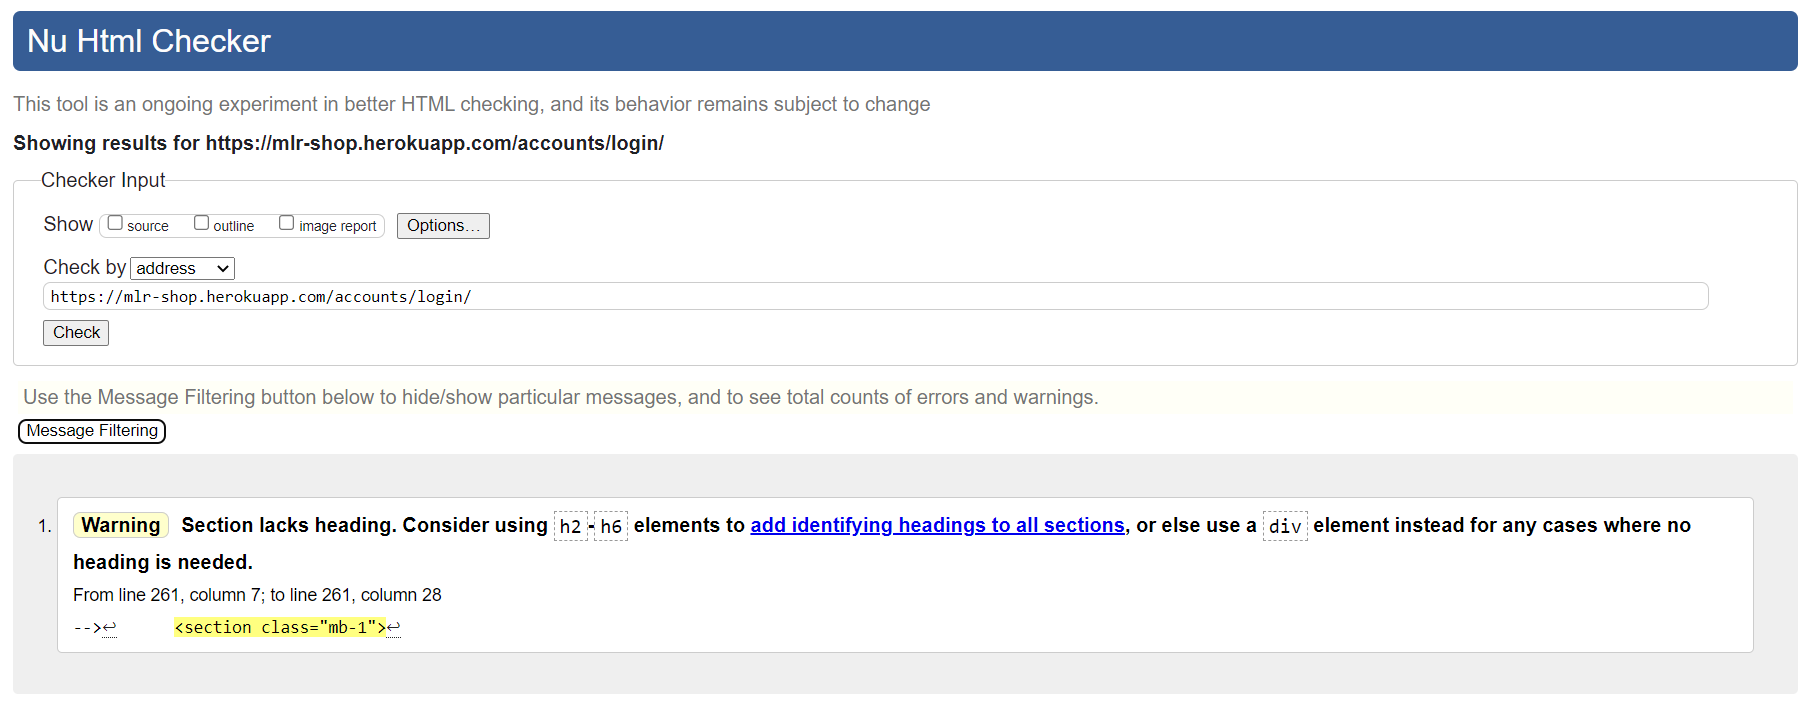 Nu Html Checker
This tool is an ongoing experiment in better HTML checking, and its behavior remains subject to change
Showing results for https://mlr-shop.herokuapp.com/accounts/login/
Checker Input
Show source outline image report Options...
Check by address
https://mlr-shop.herokuapp.com/accounts/login/
Check
Use the Message Filtering button below to hide/show particular messages, and to see total counts of errors and warnings.
Message Filtering
1. Warning Section lacks heading. Consider using h2-h6 elements to add identifying headings to all sections, or else use a div element instead for any cases where no
heading is needed.
From line 261, column 7; to line 261, column 28
-->↩ <section class="mb-1">↩